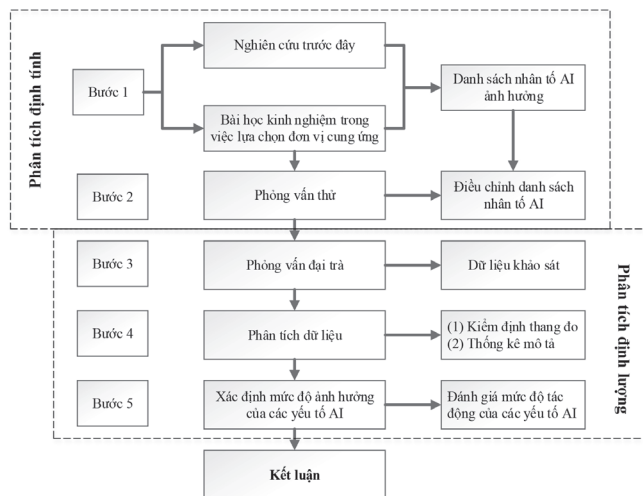 Phân tích định tính
Nghiên cứu trước đây
Bước 1
Danh sách nhân tố AI
ảnh hưởng
Bài học kinh nghiệm trong
việc lựa chọn đơn vị cung ứng
Bước 2
Phỏng vấn thử
Điều chỉnh danh sách
nhân tố AI
Phân tích định lượng
Bước 3
Phỏng vấn đại trà
Dữ liệu khảo sát
Bước 4
Phân tích dữ liệu
(1) Kiểm định thang đo
(2) Thống kê mô tả
Bước 5
Xác định mức độ ảnh hưởng
của các yếu tố AI
Đánh giá mức độ tác
động của các yếu tố AI
Kết luận